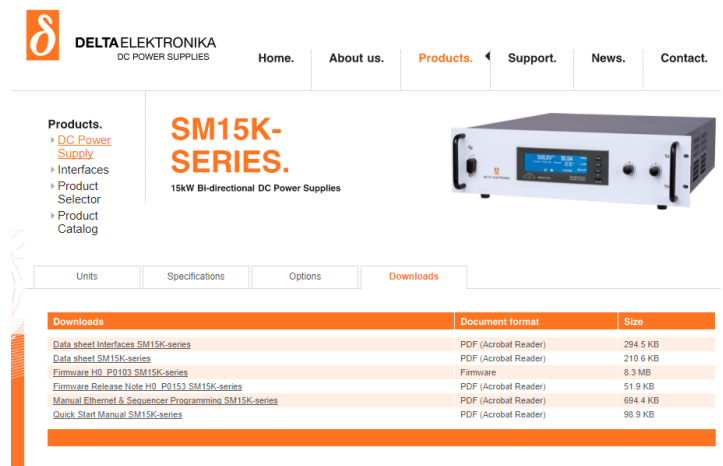 δ
DELTA ELEKTRONIKA
DC POWER SUPPLIES
Home.
About us.
Products.
Support.
News.
Contact.
Products.
DC Power
Supply
Interfaces
Product
Selector
Product
Catalog
SM15K-
SERIES.
15kW Bi-directional DC Power Supplies
Units
Specifications
Options
Downloads
Downloads Document format Size
Data sheet Interfaces SM15K-series PDF (Acrobat Reader) 294.5 KB
Data sheet SM15K-series PDF (Acrobat Reader) 210.6 KB
Firmware H0_P0103 SM15K-series Firmware 8.3 MB
Firmware Release Note H0_P0153 SM15K-series PDF (Acrobat Reader) 51.9 KB
Manual Ethernet & Sequencer Programming SM15K-series PDF (Acrobat Reader) 694.4 KB
Quick Start Manual SM15K-series PDF (Acrobat Reader) 98.9 KB